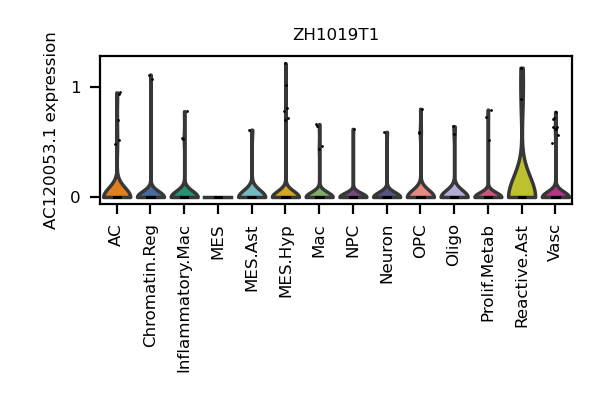 ZH1019T1
AC120053.1 expression
1
0
AC
Chromatin.Reg
Inflammatory.Mac
MES
MES.Ast
MES.Hyp
Mac
NPC
Neuron
OPC
Oligo
Prolif.Metab
Reactive.Ast
Vasc